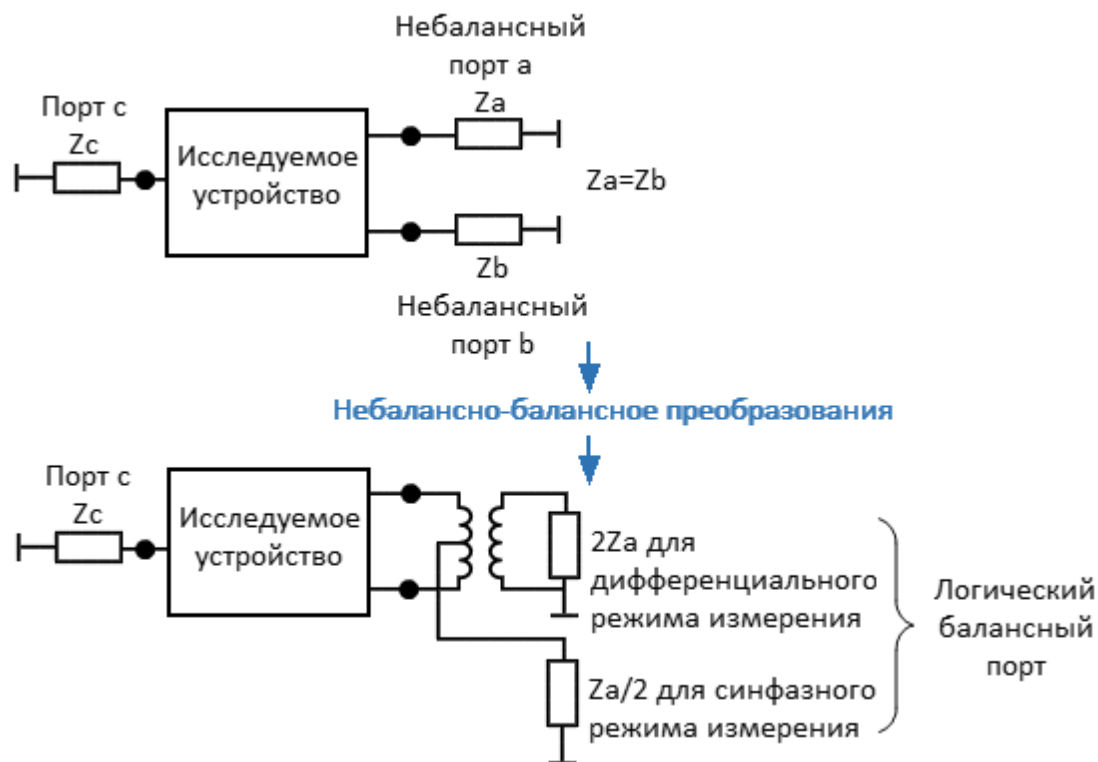 Небалансный
порт a
Za
Порт c
Zc
Исследуемое
устройство
Za=Zb
Zb
Небалансный
порт b
Небалансно-балансное преобразования
Порт c
Zc
Исследуемое
устройство
2Za для
дифференциального
режима измерения
Za/2 для синфазного
режима измерения
Логический
балансный
порт